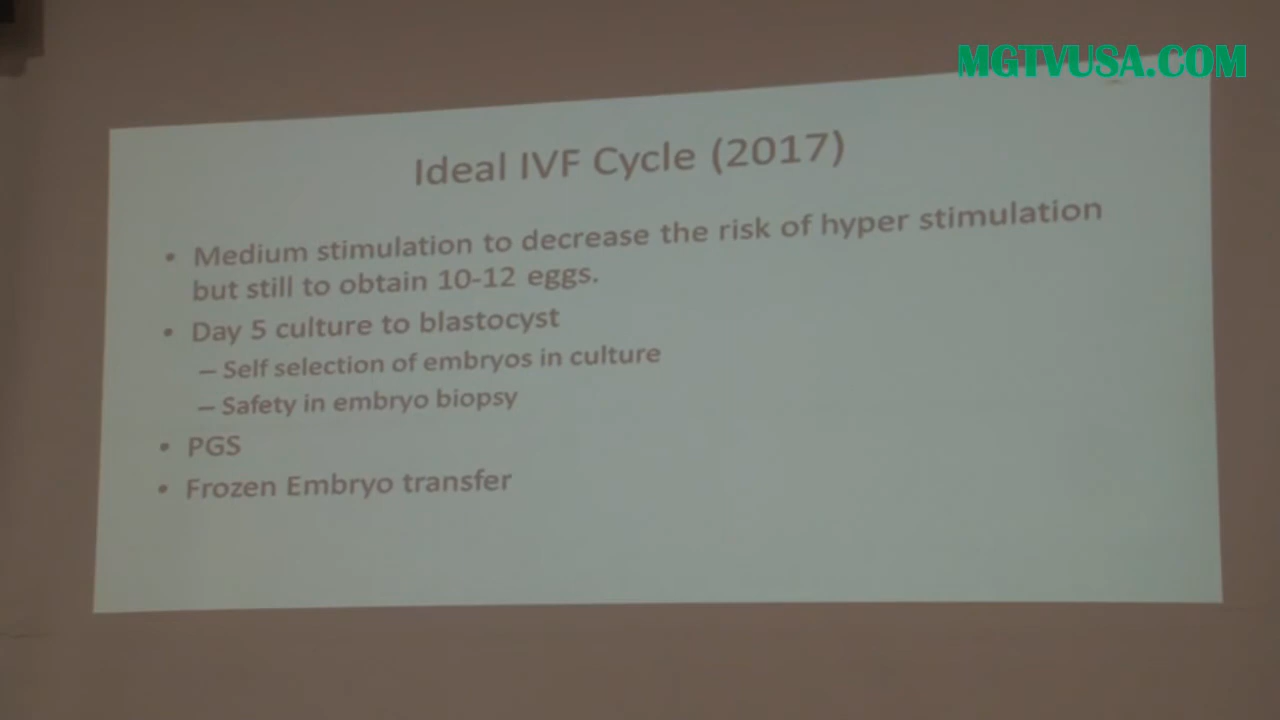 MGTVUSA.COM
Ideal IVF Cycle (2017)
• Medium stimulation to decrease the risk of hyper stimulation
but still to obtain 10-12 eggs.
• Day 5 culture to blastocyst
– Self selection of embryos in culture
– Safety in embryo biopsy
• PGS
• Frozen Embryo transfer